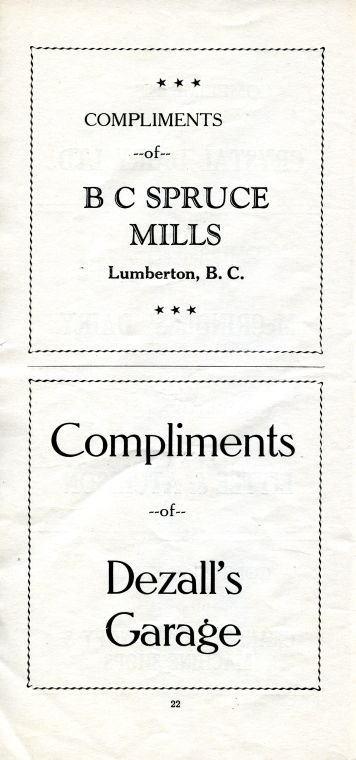 ★ ★ ★
COMPLIMENTS
--of--
B C SPRUCE
MILLS
Lumberton, B. C.
★ ★ ★
Compliments
--of--
Dezall's
Garage
22